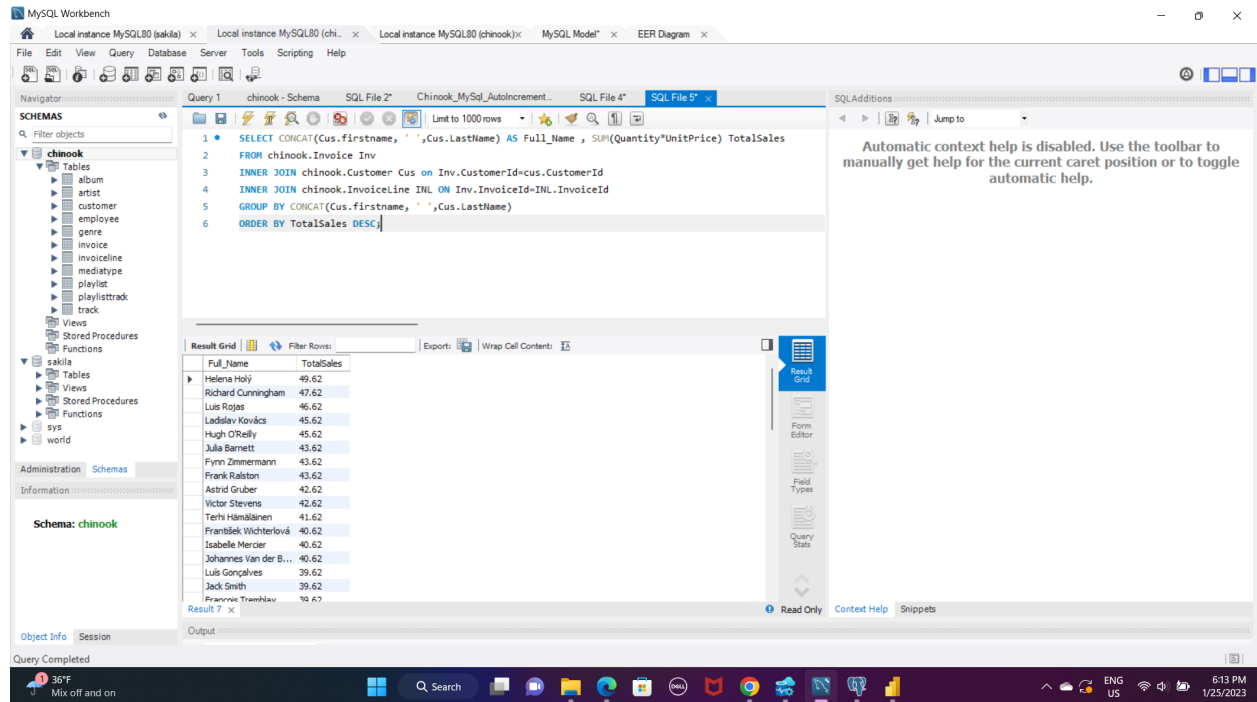 MySQL Workbench
Local instance MySQL80 (sakila) × Local instance MySQL80 (chi... × Local instance MySQL80 (chinook)× MySQL Model* × EER Diagram ×
File Edit View Query Database Server Tools Scripting Help
Navigator
Query 1 chinook - Schema SQL File 2* Chinook_MySql_AutoIncrement... SQL File 4* SQL File 5* ×
SQLAdditions
SCHEMAS
Filter objects
chinook
Tables
album
artist
customer
employee
genre
invoice
invoiceline
mediatype
playlist
playlisttrack
track
Views
Stored Procedures
Functions
sakila
Tables
Views
Stored Procedures
Functions
sys
world
Administration Schemas
Information
Schema: chinook
Object Info Session
Limit to 1000 rows
1 SELECT CONCAT(Cus.firstname, ' ',Cus.LastName) AS Full_Name , SUM(Quantity*UnitPrice) TotalSales
2 FROM chinook.Invoice Inv
3 INNER JOIN chinook.Customer Cus on Inv.CustomerId=cus.CustomerId
4 INNER JOIN chinook.InvoiceLine INL ON Inv.InvoiceId=INL.InvoiceId
5 GROUP BY CONCAT(Cus.firstname, ' ',Cus.LastName)
6 ORDER BY TotalSales DESC;
Result Grid Filter Rows: Export: Wrap Cell Content:
Full_Name TotalSales
Helena Holý 49.62
Richard Cunningham 47.62
Luis Rojas 46.62
Ladislav Kovács 45.62
Hugh O'Reilly 45.62
Julia Barnett 43.62
Fynn Zimmermann 43.62
Frank Ralston 43.62
Astrid Gruber 42.62
Victor Stevens 42.62
Terhi Hämäläinen 41.62
František Wichterlová 40.62
Isabelle Mercier 40.62
Johannes Van der B... 40.62
Luís Gonçalves 39.62
Jack Smith 39.62
François Tremblay 39.62
Result
Grid
Form
Editor
Field
Types
Query
Stats
Result 7 × Read Only
Output
Jump to
Automatic context help is disabled. Use the toolbar to
manually get help for the current caret position or to toggle
automatic help.
Context Help Snippets
Query Completed
1
36°F
Mix off and on
Search
DELL
ENG
US
6:13 PM
1/25/2023